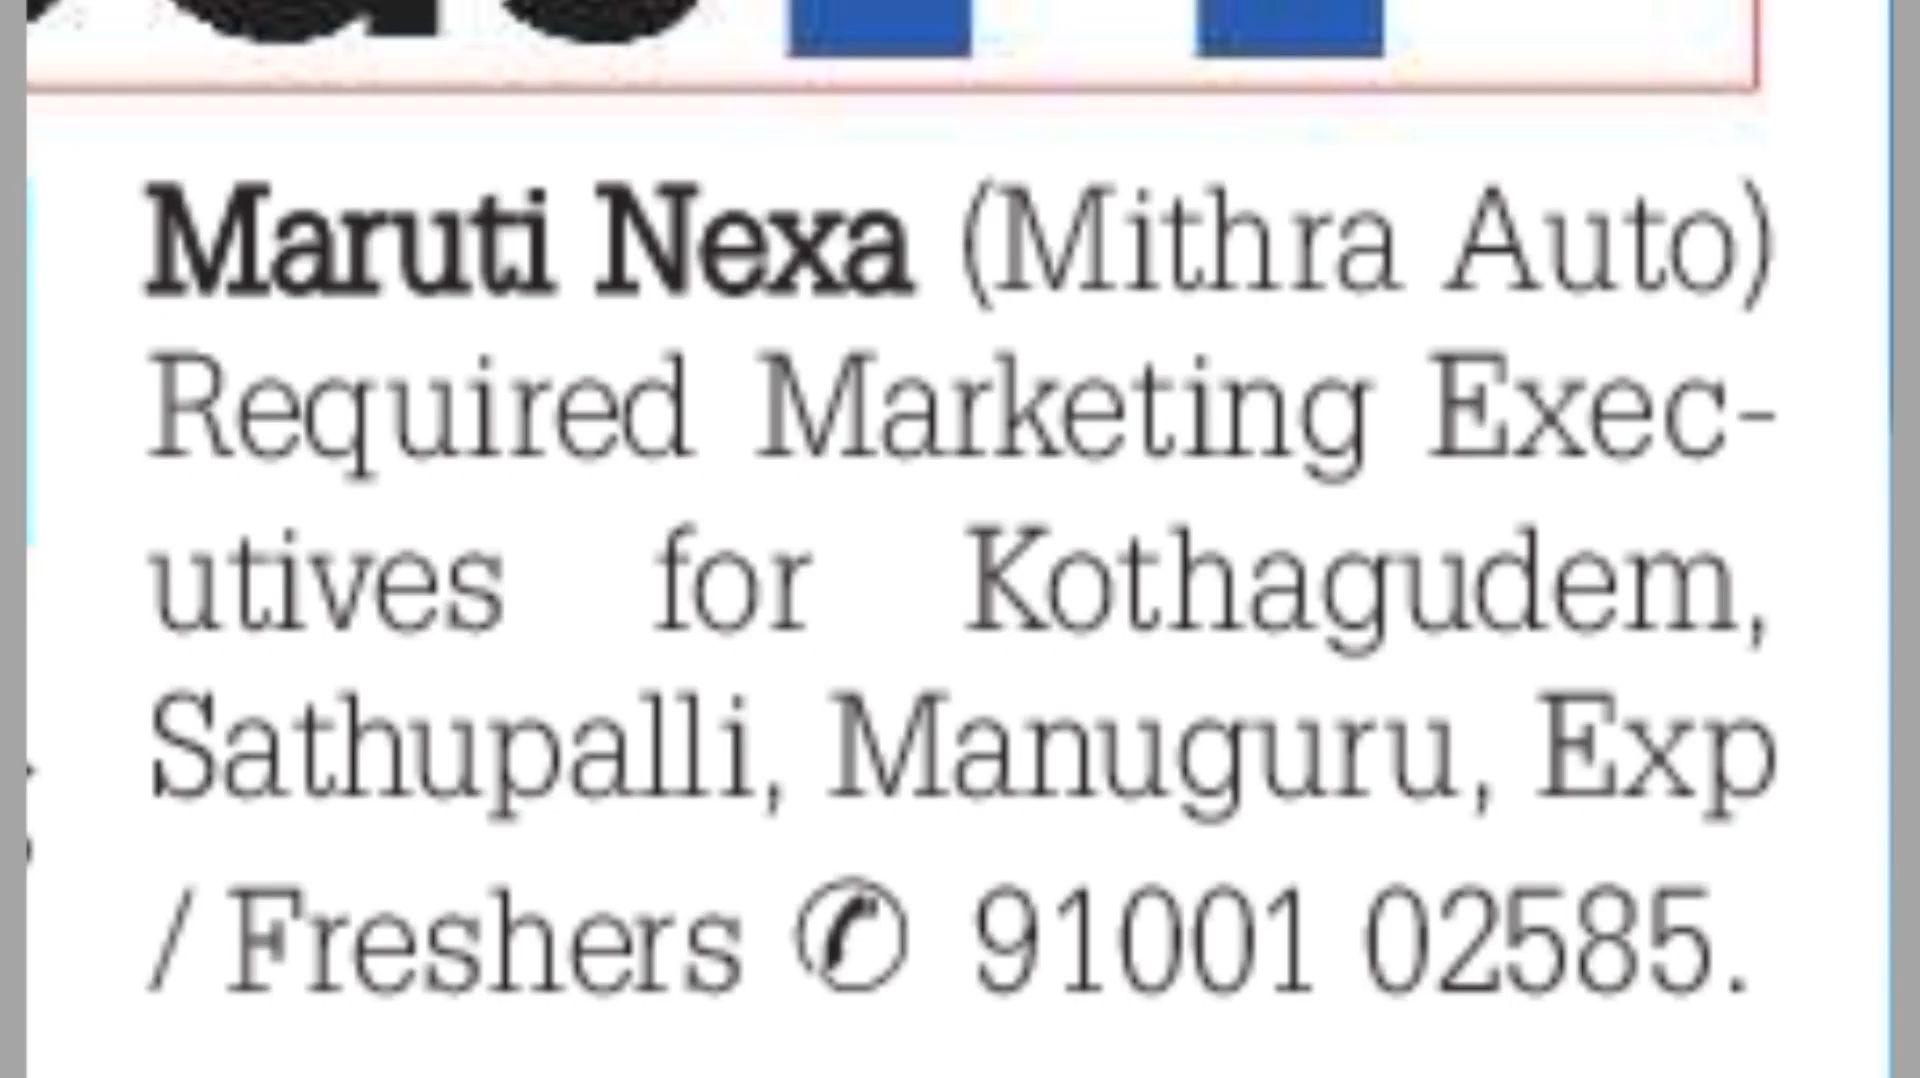 Maruti Nexa (Mithra Auto)
Required Marketing Exec-
utives for Kothagudem,
Sathupalli, Manuguru, Exp
/ Freshers ✆ 91001 02585.